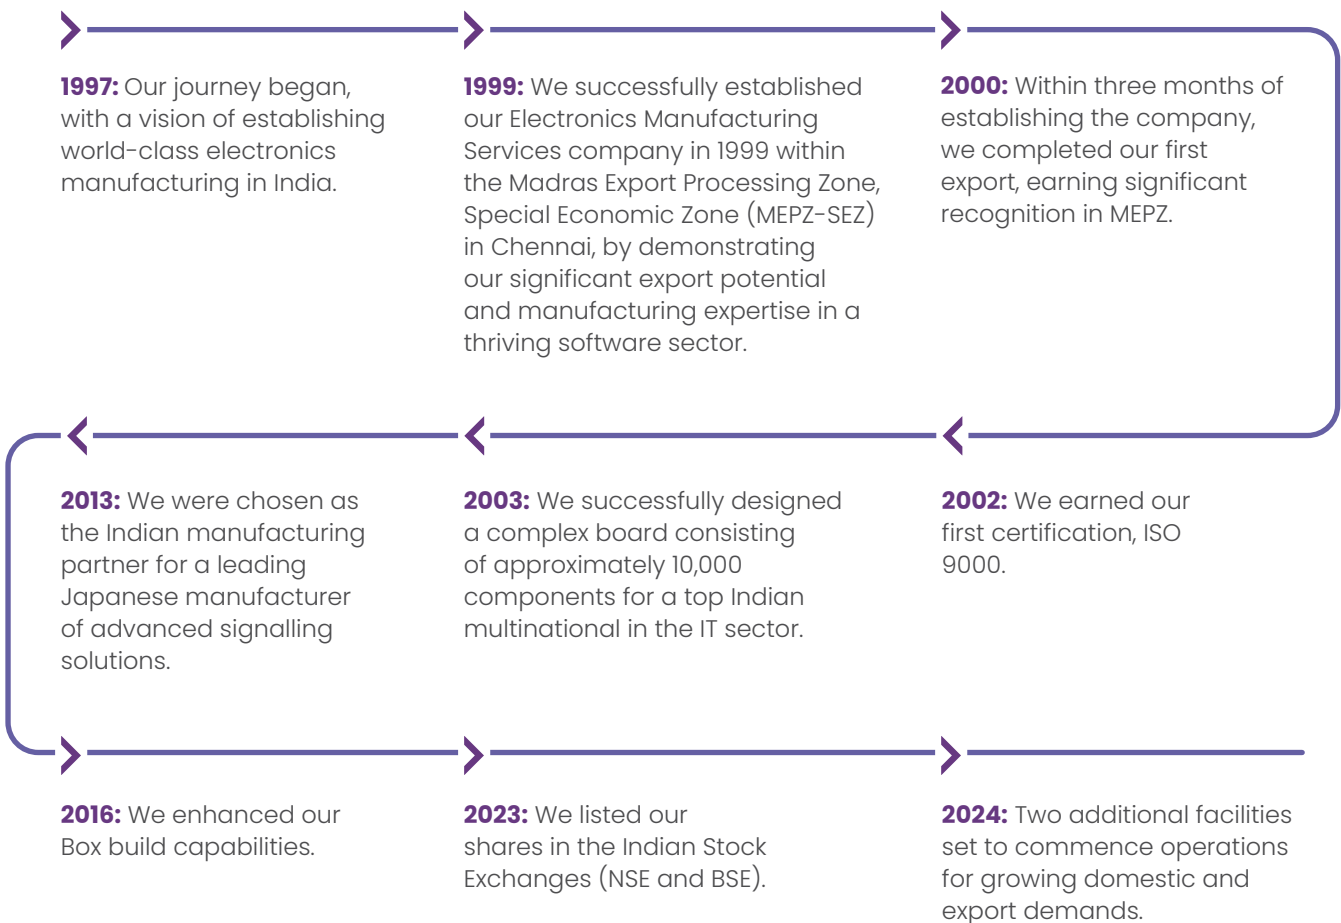 1997: Our journey began,
with a vision of establishing
world-class electronics
manufacturing in India.
1999: We successfully established
our Electronics Manufacturing
Services company in 1999 within
the Madras Export Processing Zone,
Special Economic Zone (MEPZ-SEZ)
in Chennai, by demonstrating
our significant export potential
and manufacturing expertise in a
thriving software sector.
2000: Within three months of
establishing the company,
we completed our first
export, earning significant
recognition in MEPZ.
2002: We earned our
first certification, ISO
9000.
2003: We successfully designed
a complex board consisting
of approximately 10,000
components for a top Indian
multinational in the IT sector.
2013: We were chosen as
the Indian manufacturing
partner for a leading
Japanese manufacturer
of advanced signalling
solutions.
2016: We enhanced our
Box build capabilities.
2023: We listed our
shares in the Indian Stock
Exchanges (NSE and BSE).
2024: Two additional facilities
set to commence operations
for growing domestic and
export demands.